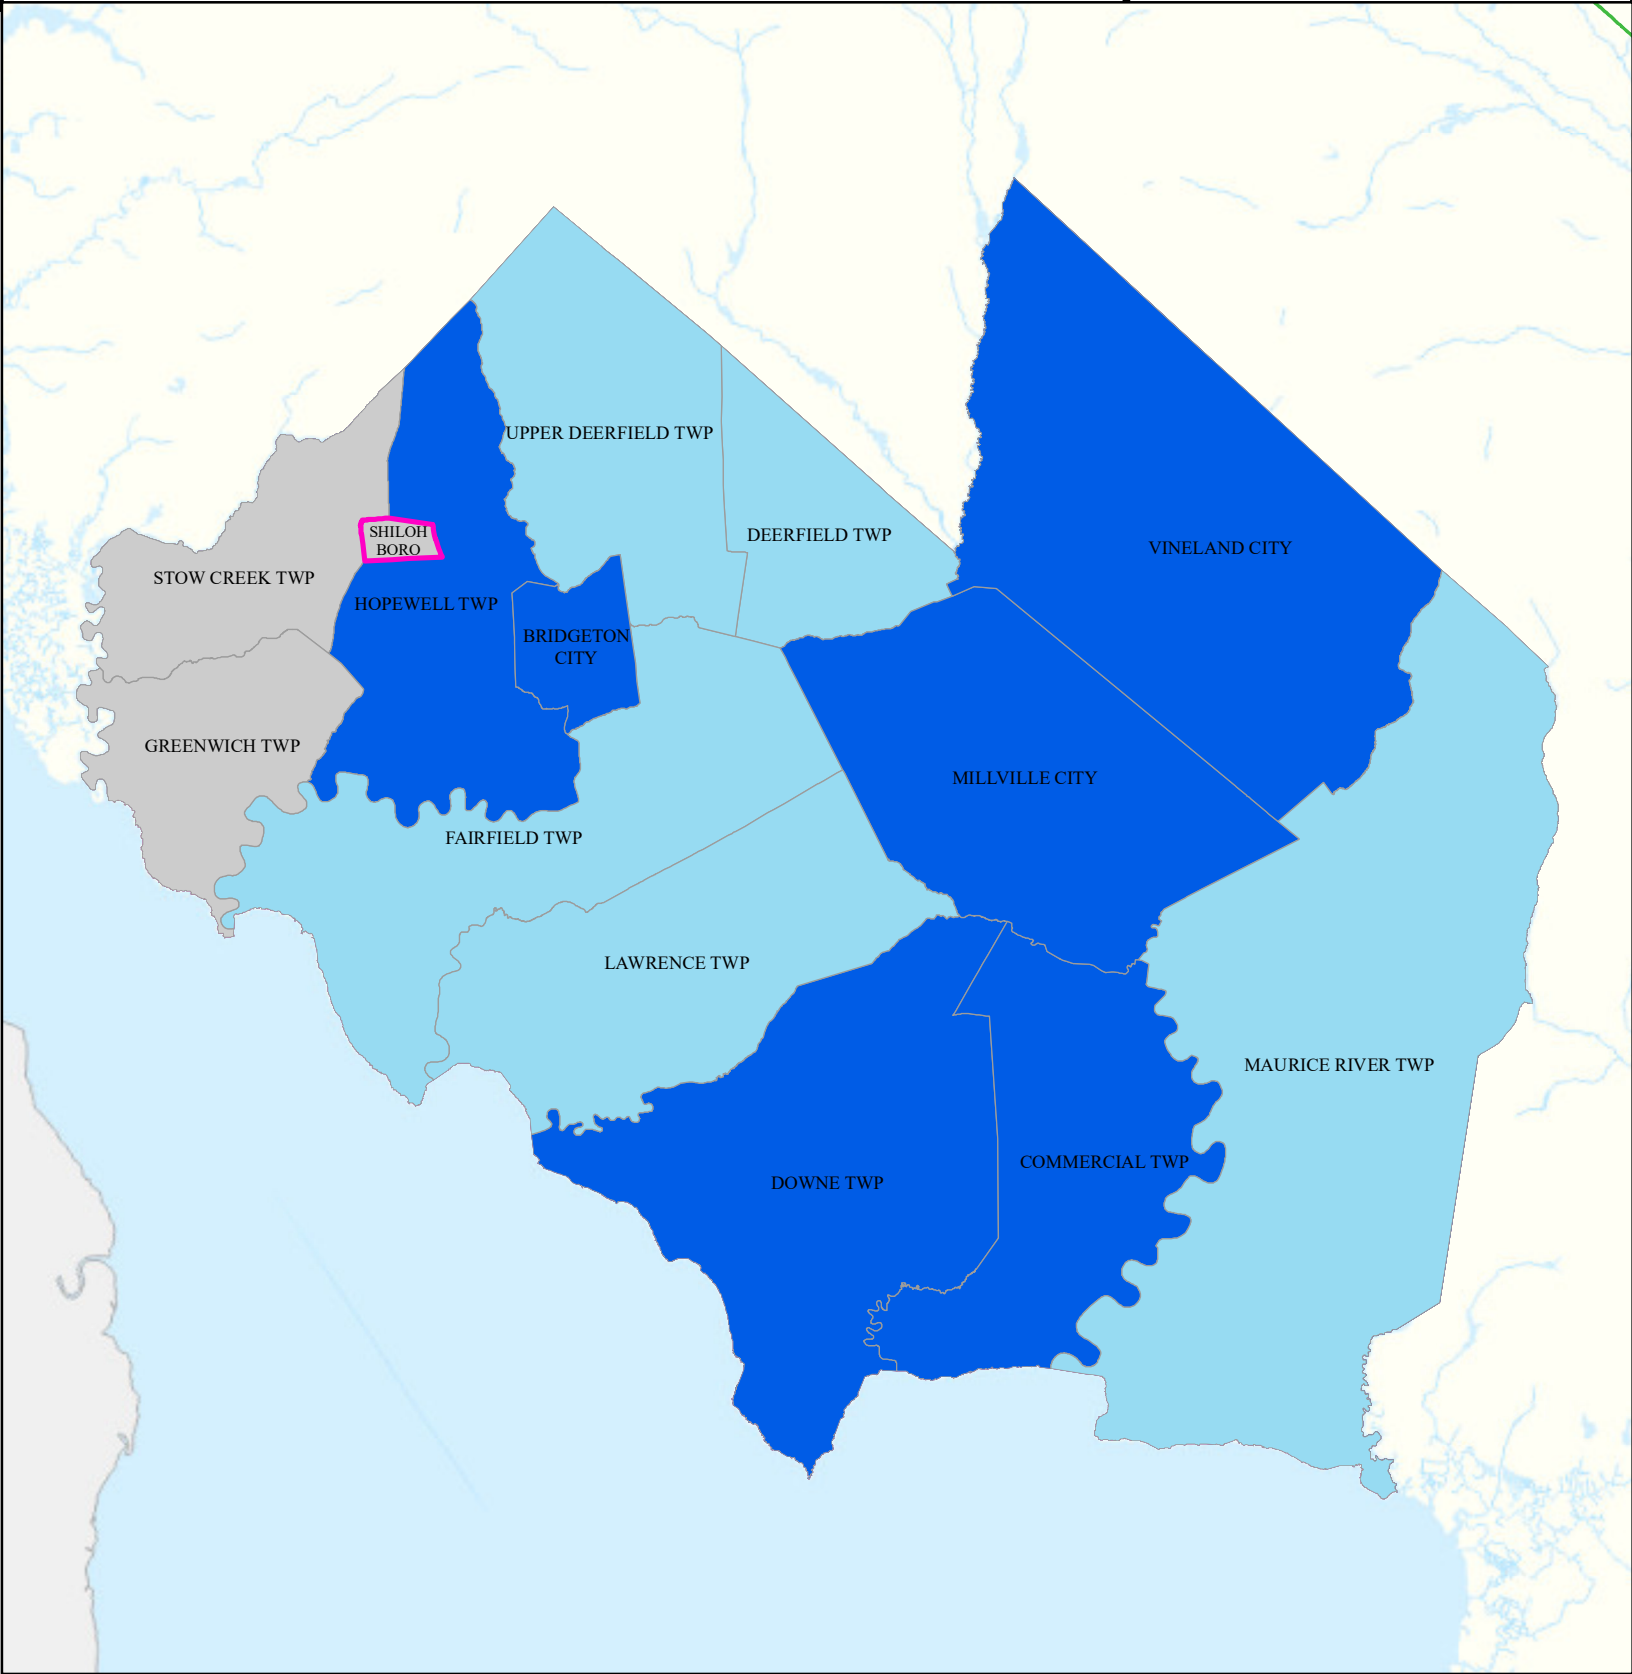 UPPER DEERFIELD TWP
SHILOH
BORO
DEERFIELD TWP
VINELAND CITY
STOW CREEK TWP
HOPEWELL TWP
BRIDGETON
CITY
GREENWICH TWP
MILLVILLE CITY
FAIRFIELD TWP
LAWRENCE TWP
MAURICE RIVER TWP
COMMERCIAL TWP
DOWNE TWP